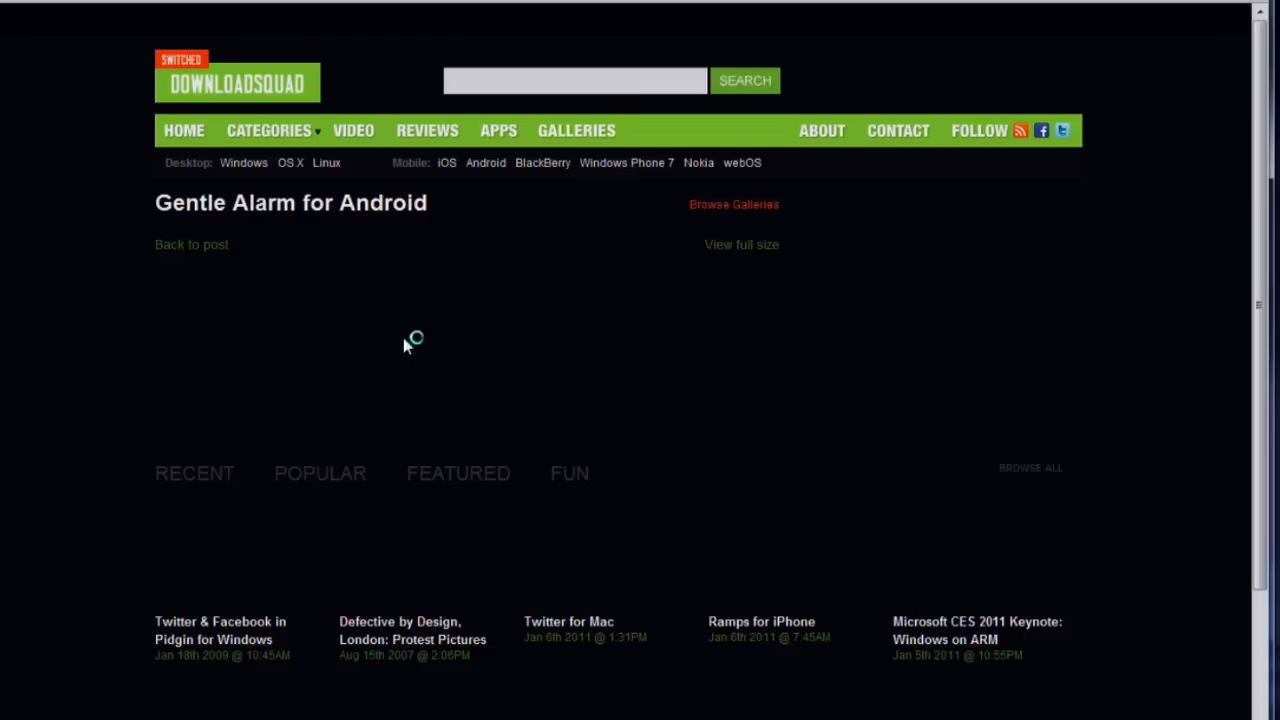 SWITCHED
DOWNLOADSQUAD
SEARCH
HOME CATEGORIES VIDEO REVIEWS APPS GALLERIES ABOUT CONTACT FOLLOW
Desktop: Windows OS X Linux Mobile: iOS Android BlackBerry Windows Phone 7 Nokia webOS
Gentle Alarm for Android Browse Galleries
Back to post View full size
RECENT POPULAR FEATURED FUN BROWSE ALL
Twitter & Facebook in
Pidgin for Windows
Jan 18th 2009 @ 10:45AM
Defective by Design,
London: Protest Pictures
Aug 15th 2007 @ 2:06PM
Twitter for Mac
Jan 6th 2011 @ 1:31PM
Ramps for iPhone
Jan 6th 2011 @ 7:45AM
Microsoft CES 2011 Keynote:
Windows on ARM
Jan 5th 2011 @ 10:55PM